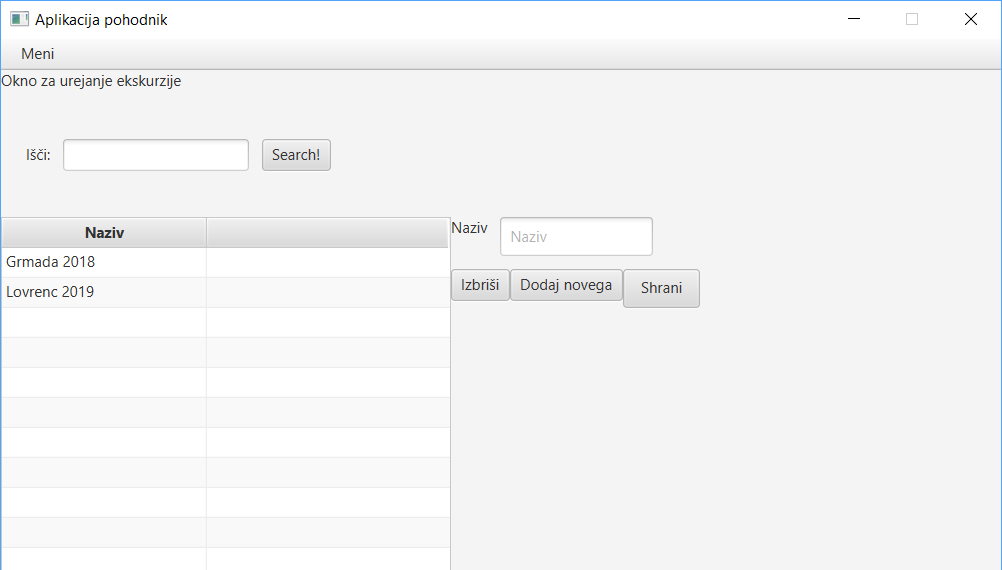 Aplikacija pohodnik
Meni
Okno za urejanje ekskurzije
Išči:
Search!
Naziv
Naziv
Naziv
Grmada 2018
Lovrenc 2019
Izbriši
Dodaj novega
Shrani